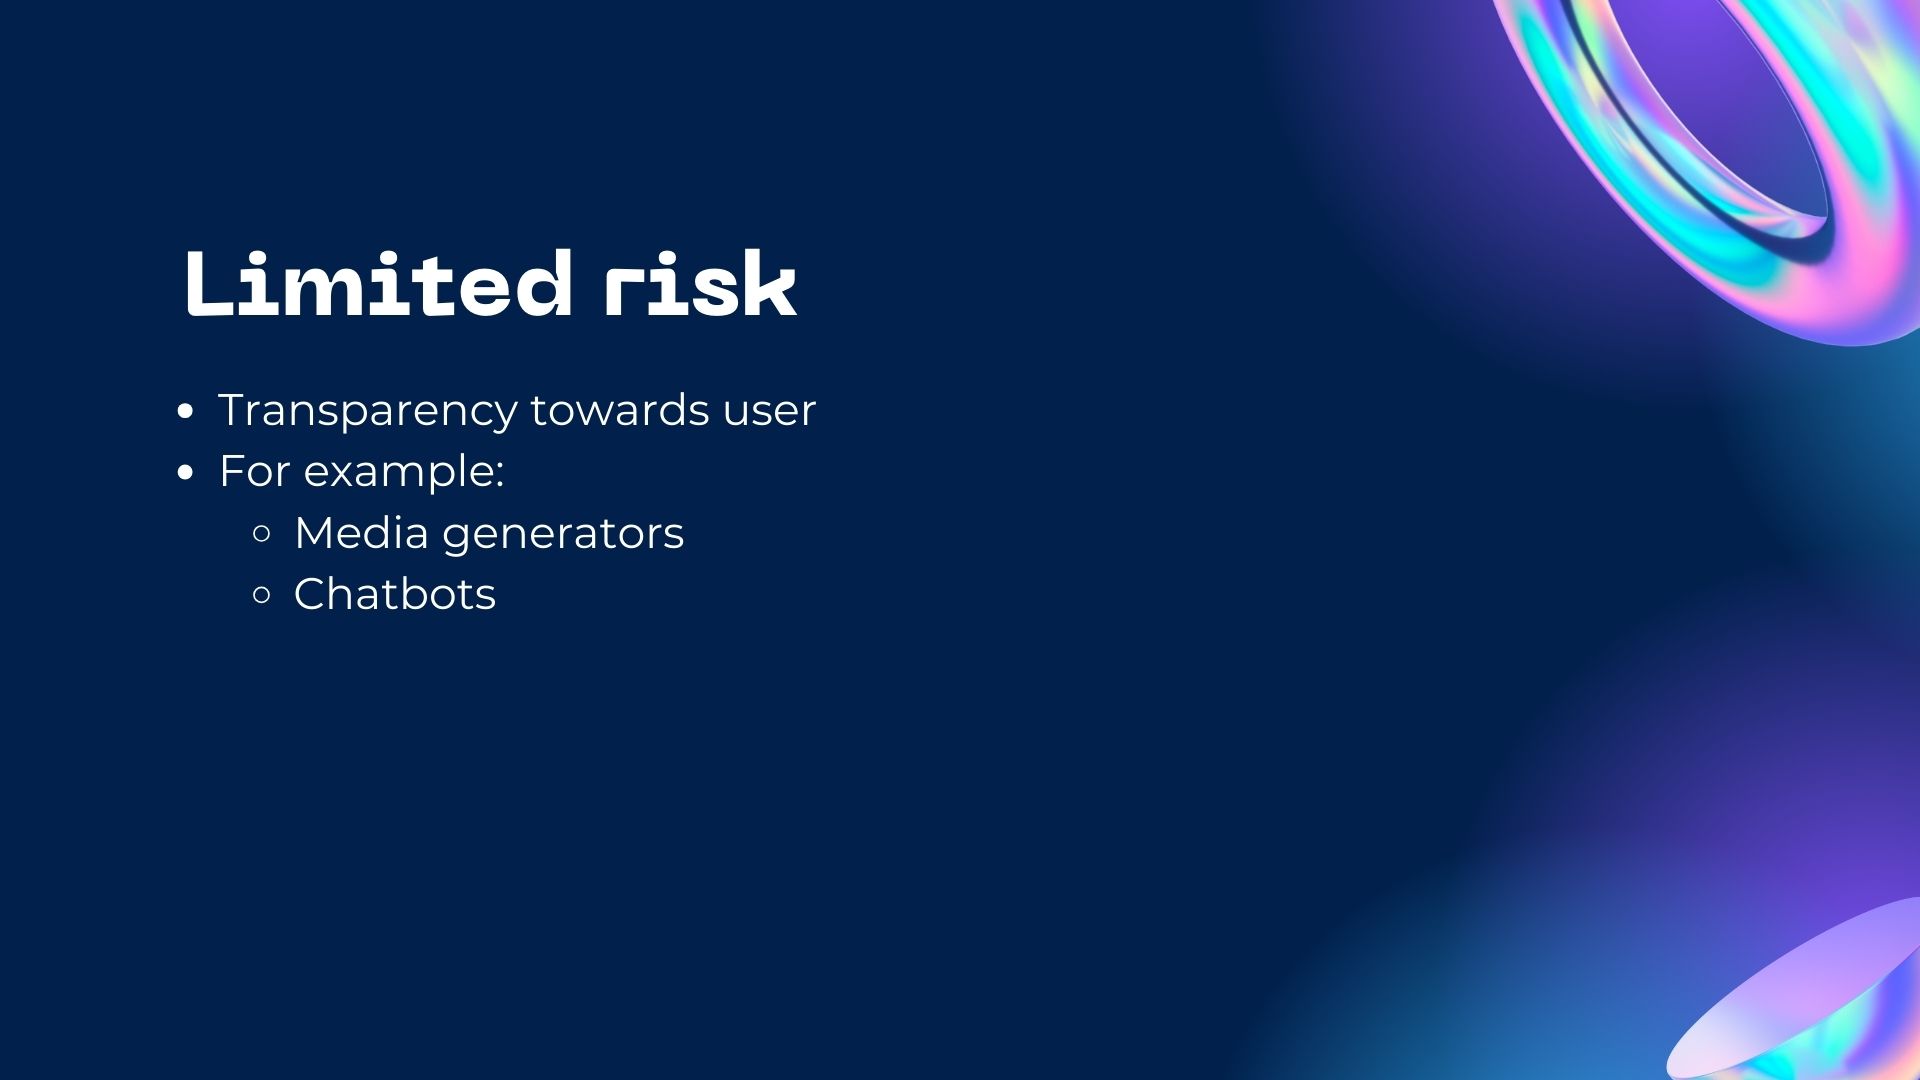 Limited risk
Transparency towards user
For example:
Media generators
Chatbots